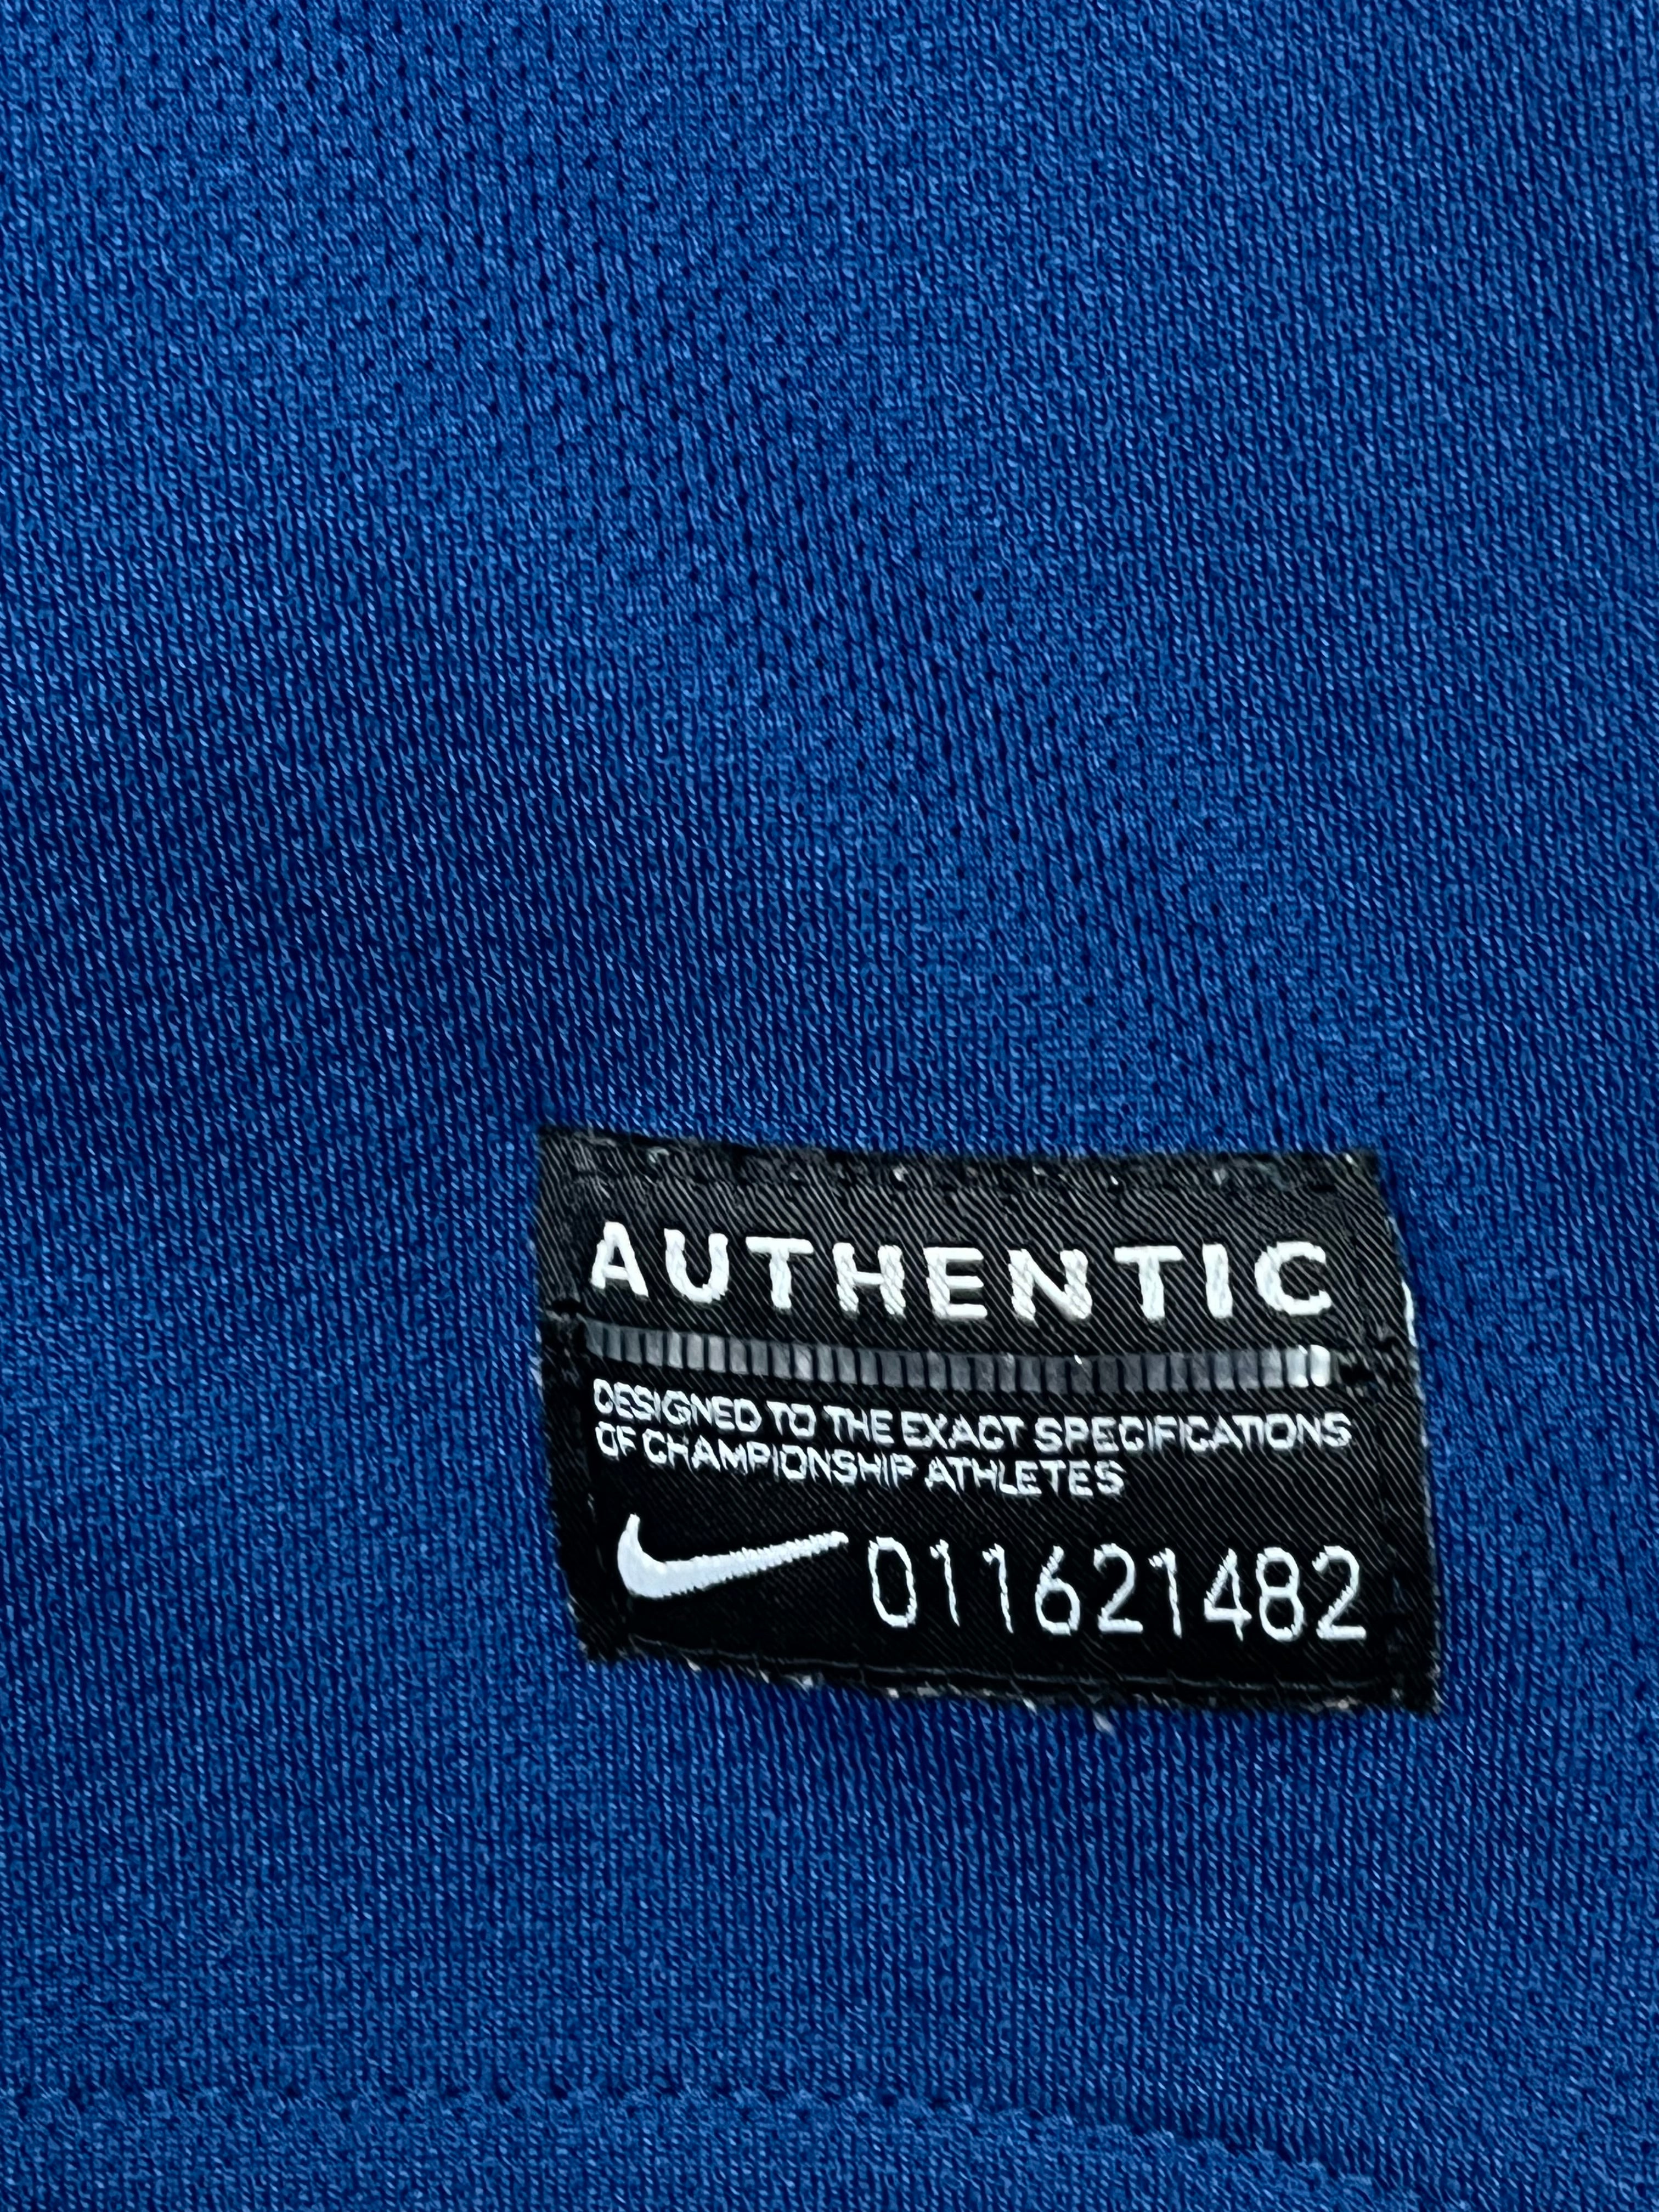 AUTHENTIC
DESIGNED TO THE EXACT SPECIFICATIONS
OF CHAMPIONSHIP ATHLETES
011621482